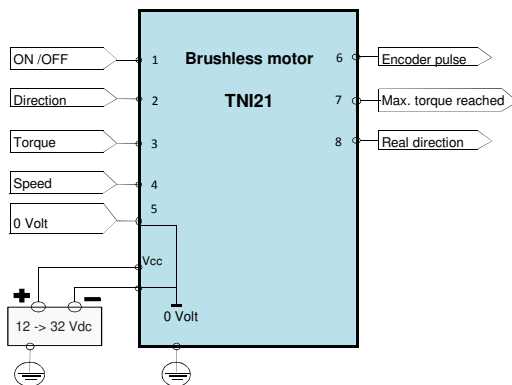 Brushless motor
TNI21
ON /OFF
1
Direction
2
Torque
3
Speed
4
0 Volt
5
6
Encoder pulse
7
Max. torque reached
8
Real direction
Vcc
+
−
12 -> 32 Vdc
0 Volt